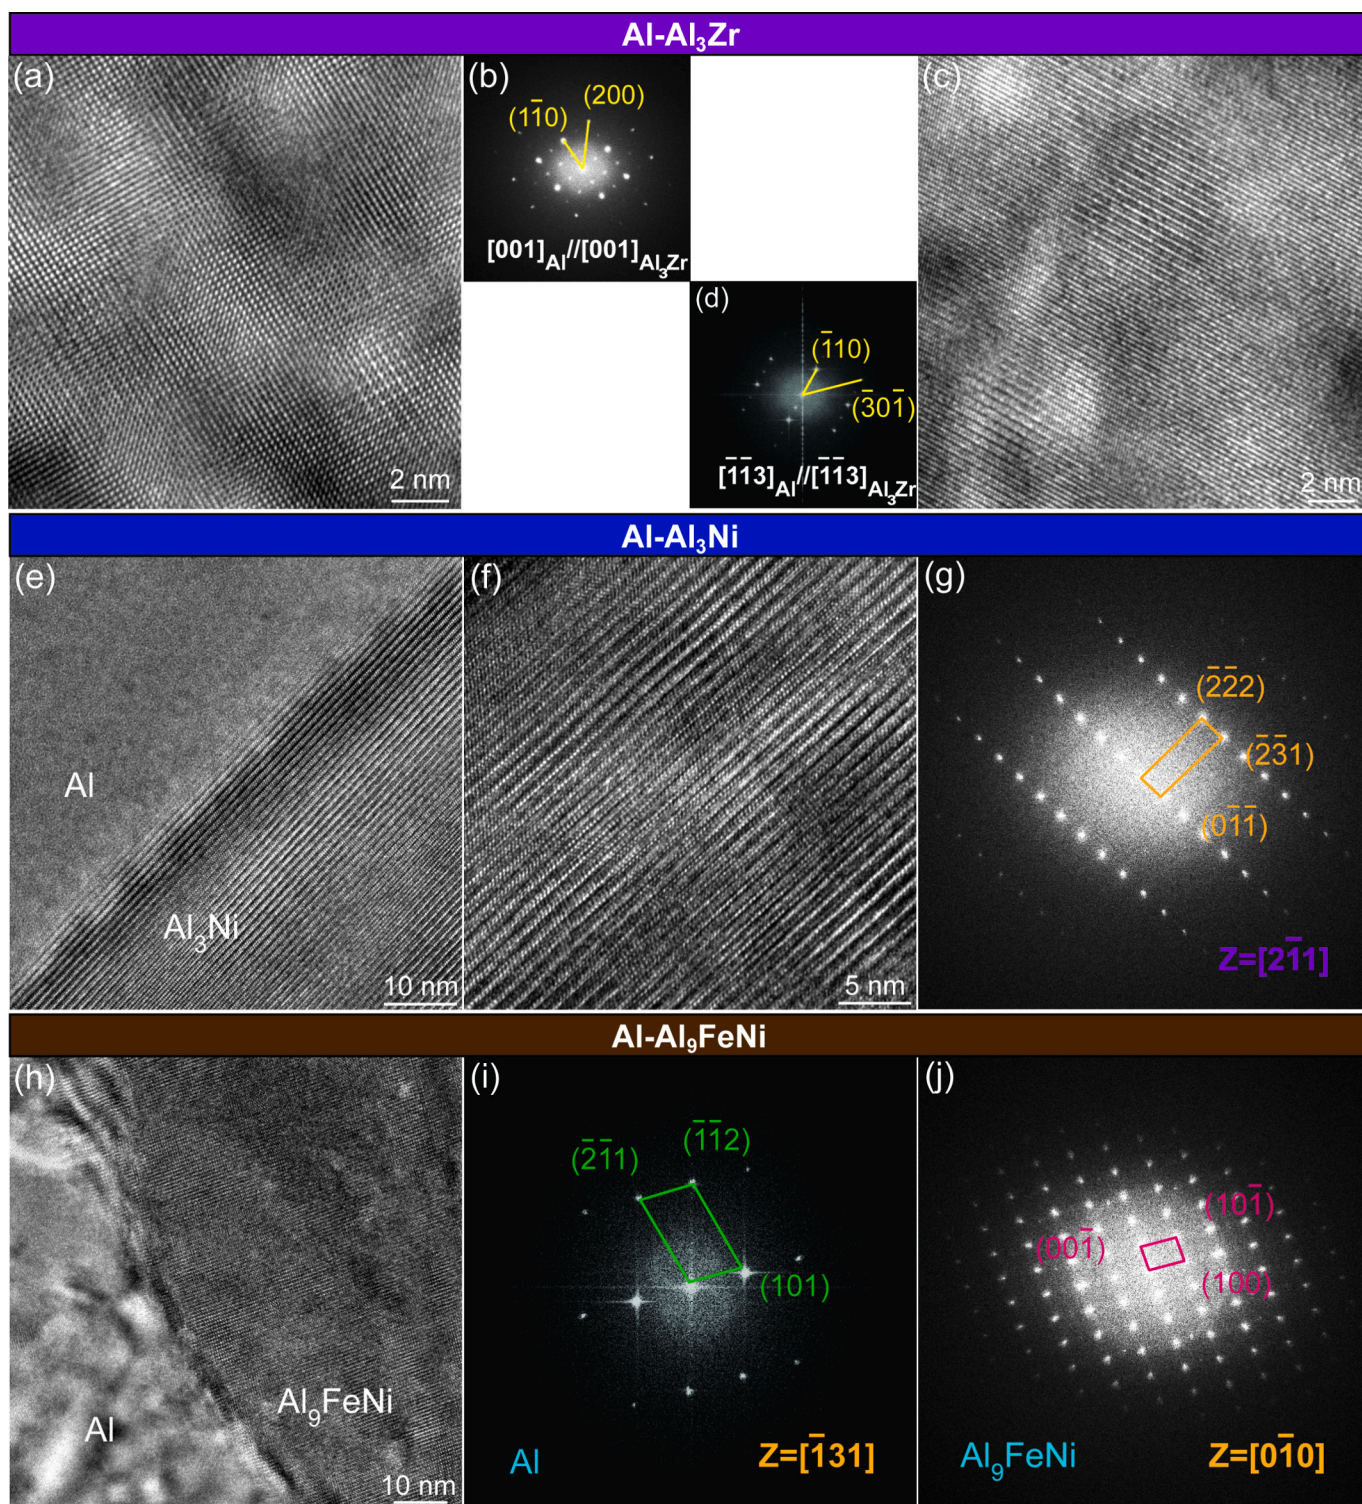 Al-Al₃Zr
(a)
2 nm
(b)
(11̄0)
(200)
[001]Al//[001]Al₃Zr
(c)
2 nm
(d)
(1̄10)
(3̄01̄)
[1̄1̄3]Al//[1̄1̄3]Al₃Zr
Al-Al₃Ni
(e)
Al
Al₃Ni
10 nm
(f)
5 nm
(g)
(2̄2̄2)
(2̄3̄1)
(01̄1̄)
Z=[21̄1]
Al-Al₉FeNi
(h)
Al
Al₉FeNi
10 nm
(i)
(2̄1̄1)
(1̄1̄2)
(101)
Al
Z=[1̄31]
(j)
(101̄)
(001̄)
(100)
Al₉FeNi
Z=[01̄0]